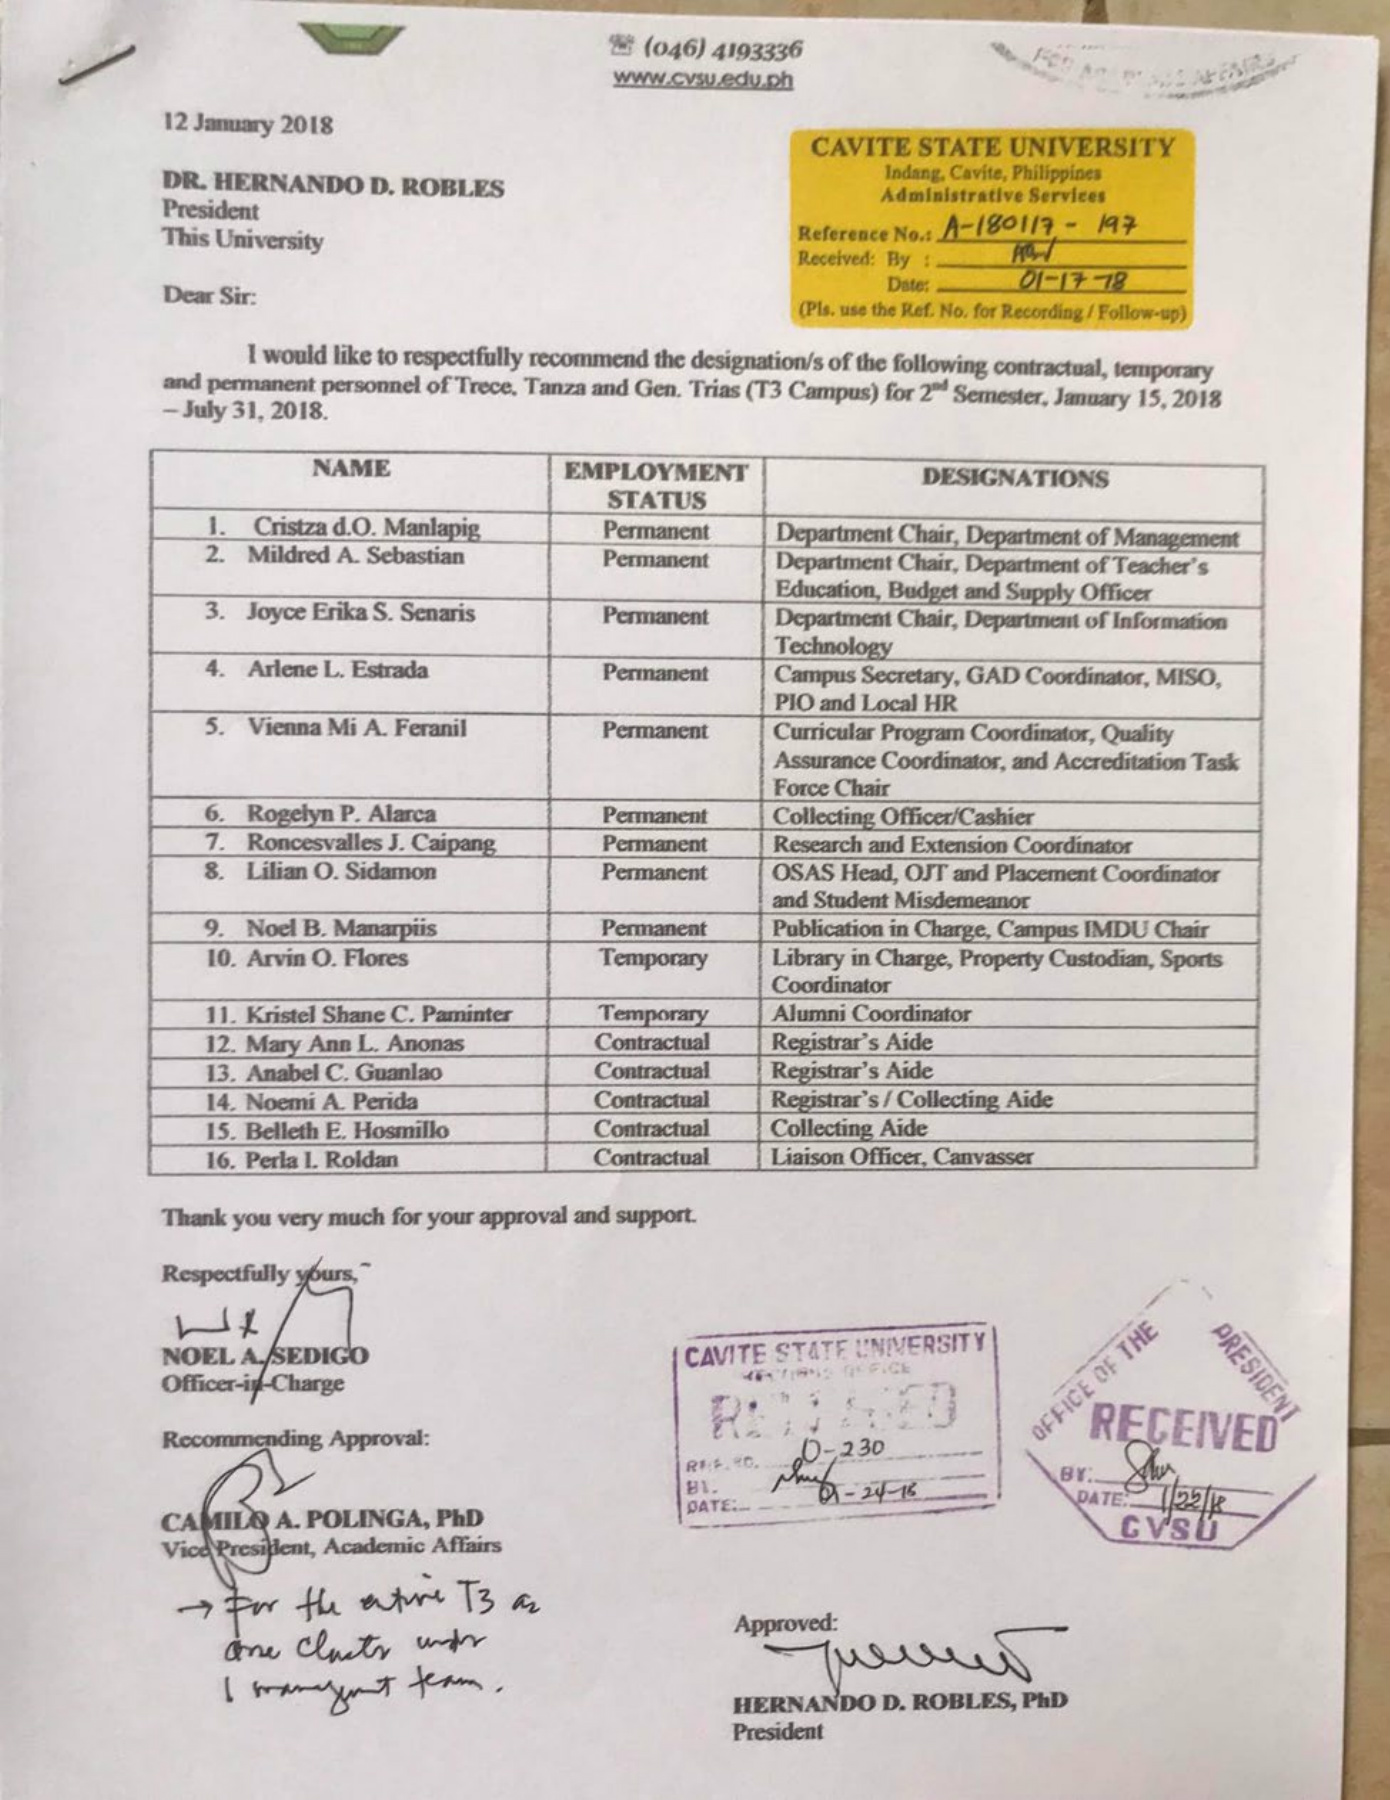 ☏ (046) 4193336
www.cvsu.edu.ph
12 January 2018
DR. HERNANDO D. ROBLES
President
This University
CAVITE STATE UNIVERSITY
Indang, Cavite, Philippines
Administrative Services
Reference No.: A-180117 - 197
Received: By :
Date: 01-17-18
(Pls. use the Ref. No. for Recording / Follow-up)
Dear Sir:
I would like to respectfully recommend the designation/s of the following contractual, temporary
and permanent personnel of Trece, Tanza and Gen. Trias (T3 Campus) for 2nd Semester, January 15, 2018
– July 31, 2018.
NAME EMPLOYMENT STATUS DESIGNATIONS
1. Cristza d.O. Manlapig Permanent Department Chair, Department of Management
2. Mildred A. Sebastian Permanent Department Chair, Department of Teacher's
Education, Budget and Supply Officer
3. Joyce Erika S. Senaris Permanent Department Chair, Department of Information
Technology
4. Arlene L. Estrada Permanent Campus Secretary, GAD Coordinator, MISO,
PIO and Local HR
5. Vienna Mi A. Feranil Permanent Curricular Program Coordinator, Quality
Assurance Coordinator, and Accreditation Task
Force Chair
6. Rogelyn P. Alarca Permanent Collecting Officer/Cashier
7. Roncesvalles J. Caipang Permanent Research and Extension Coordinator
8. Lilian O. Sidamon Permanent OSAS Head, OJT and Placement Coordinator
and Student Misdemeanor
9. Noel B. Manarpiis Permanent Publication in Charge, Campus IMDU Chair
10. Arvin O. Flores Temporary Library in Charge, Property Custodian, Sports
Coordinator
11. Kristel Shane C. Paminter Temporary Alumni Coordinator
12. Mary Ann L. Anonas Contractual Registrar's Aide
13. Anabel C. Guanlao Contractual Registrar's Aide
14. Noemi A. Perida Contractual Registrar's / Collecting Aide
15. Belleth E. Hosmillo Contractual Collecting Aide
16. Perla I. Roldan Contractual Liaison Officer, Canvasser
Thank you very much for your approval and support.
Respectfully yours,
NOEL A. SEDIGO
Officer-in-Charge
Recommending Approval:
CAMILO A. POLINGA, PhD
Vice President, Academic Affairs
→ For the entire T3 as
one cluster under
1 management team.
CAVITE STATE UNIVERSITY
REF. NO. 0-230
BY:
DATE: 01-24-18
OFFICE OF THE PRESIDENT
RECEIVED
BY:
DATE: 1/22/18
CVSU
Approved:
HERNANDO D. ROBLES, PhD
President